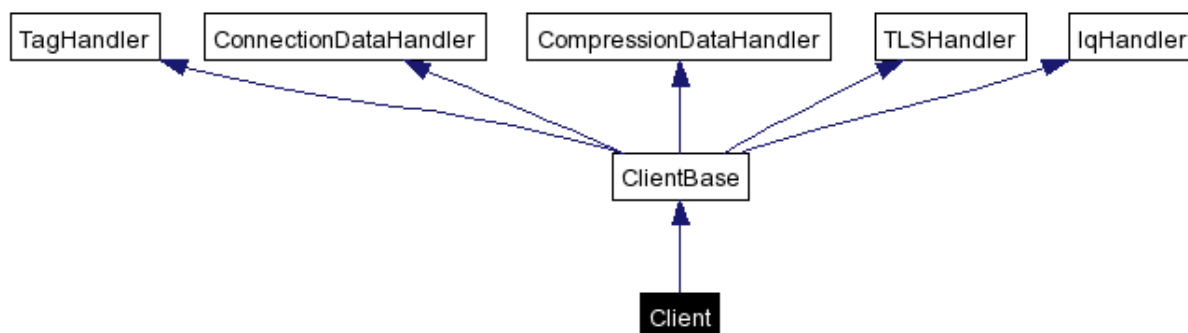 TagHandler
ConnectionDataHandler
CompressionDataHandler
TLSHandler
IqHandler
ClientBase
Client